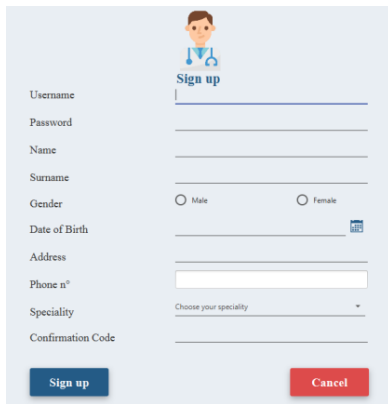 Sign up
Username
Password
Name
Surname
Gender Male Female
Date of Birth
Address
Phone n°
Speciality Choose your speciality
Confirmation Code
Sign up Cancel